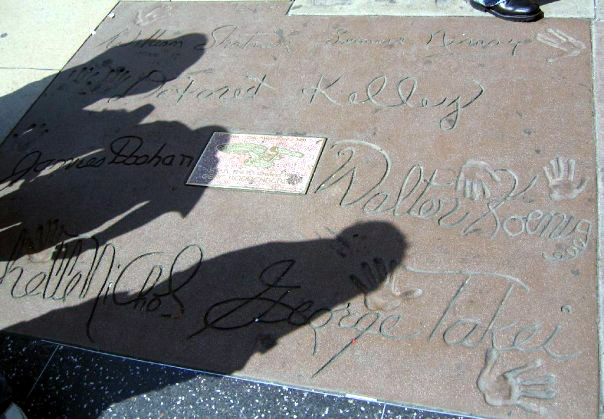 William Shatner Leonard Nimoy
DeForest Kelley
James Doohan Walter Koenig
Nichelle Nichols George Takei